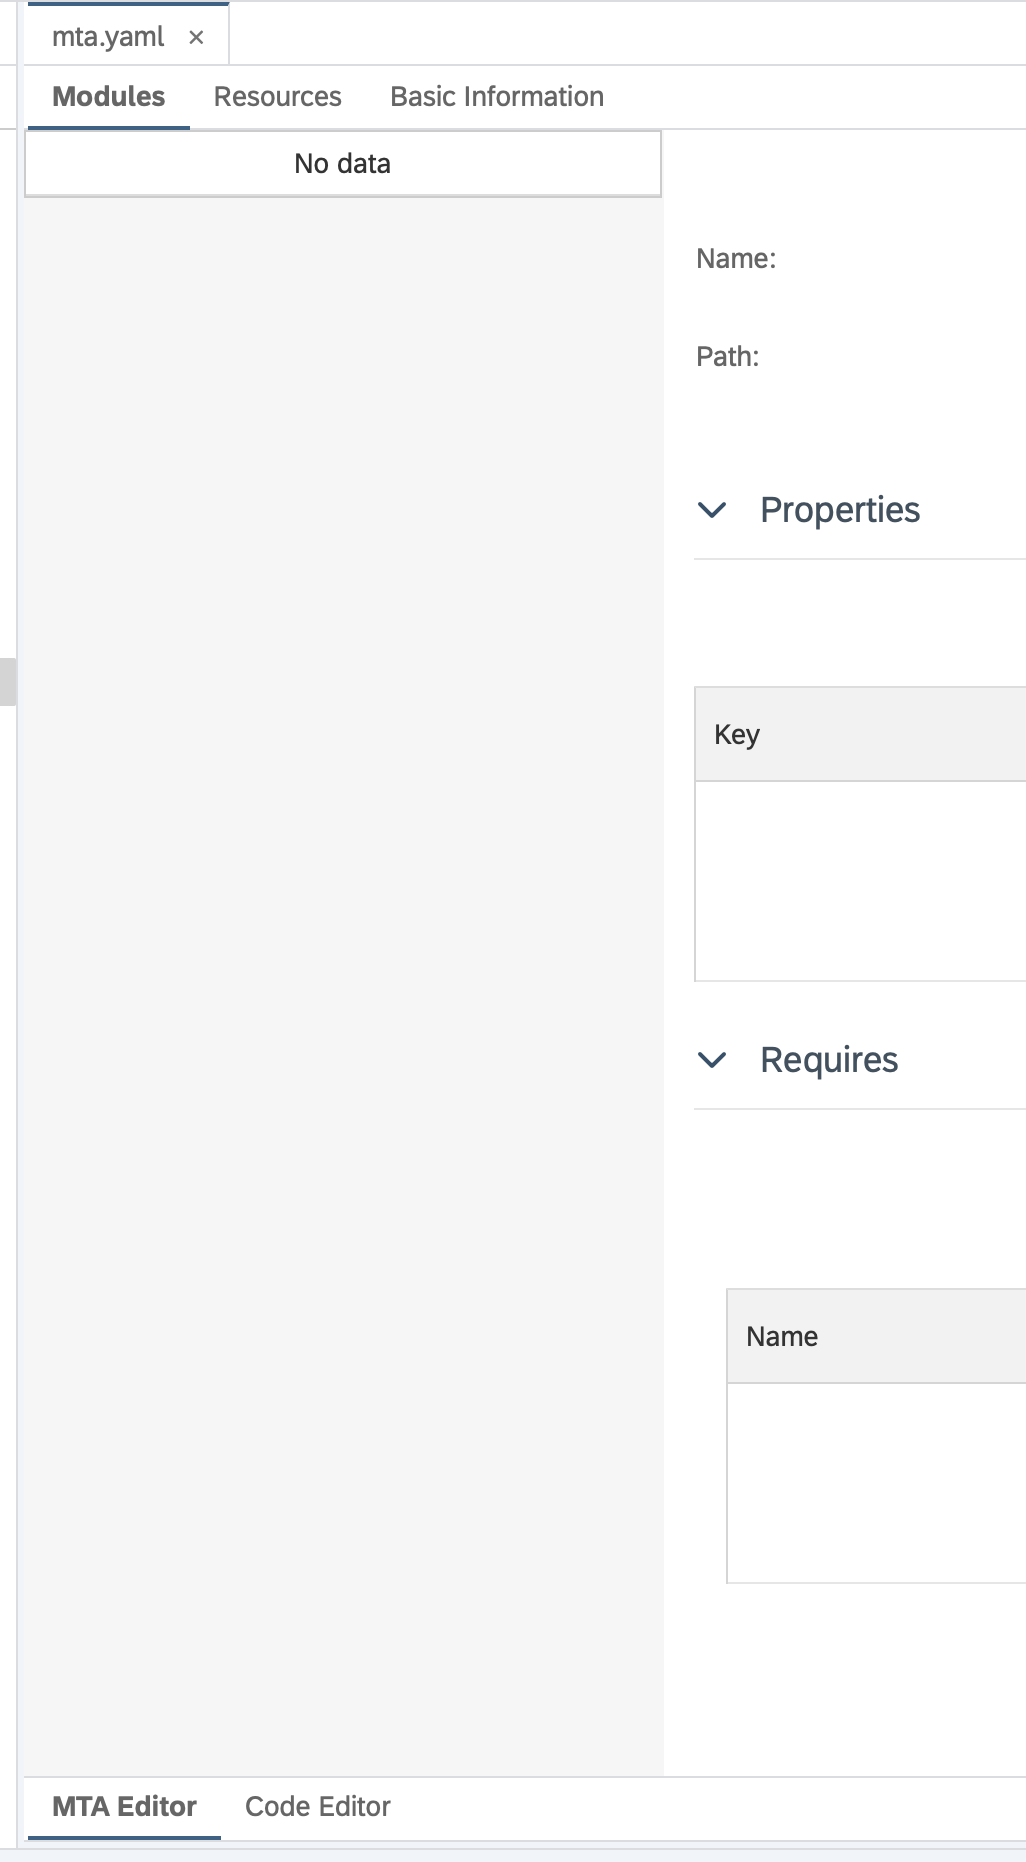 mta.yaml ×
Modules Resources Basic Information
No data
Name:
Path:
Properties
Key
Requires
Name
MTA Editor Code Editor